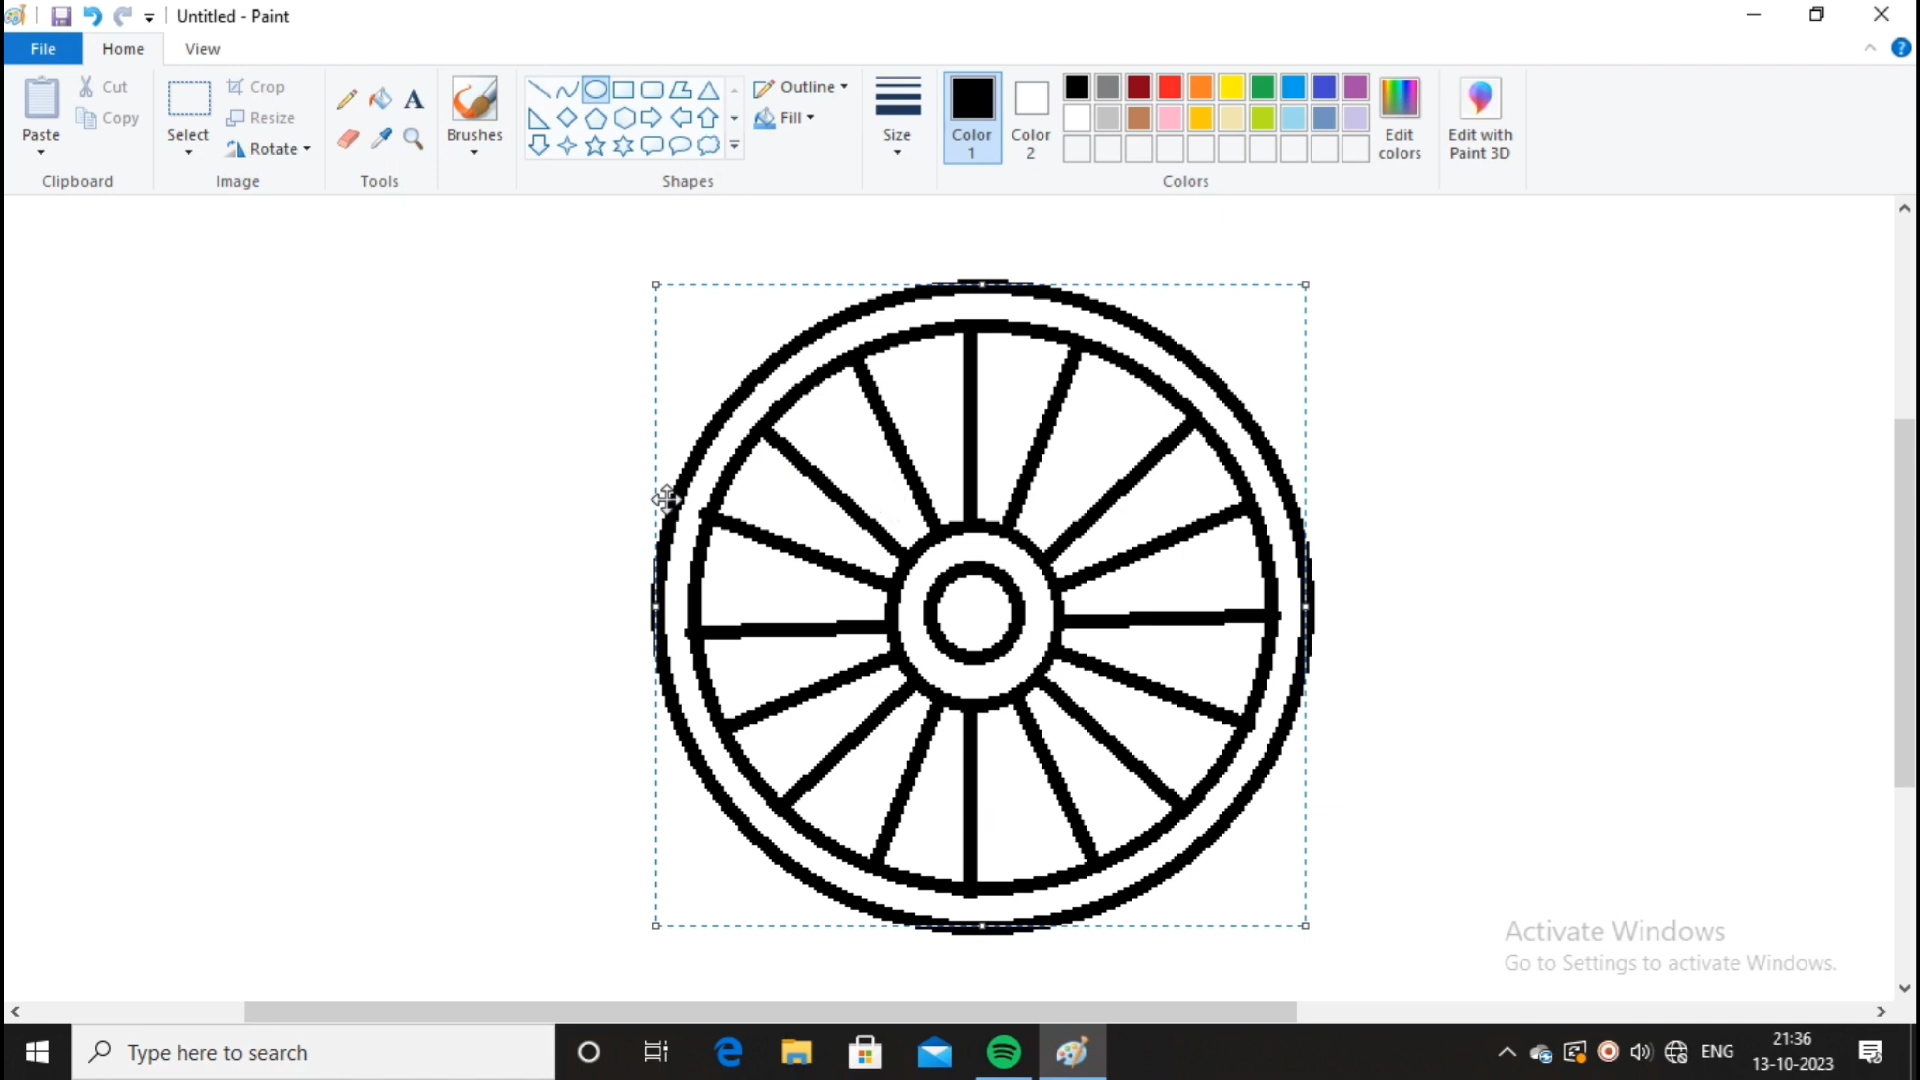 Untitled - Paint
File Home View
Paste Cut Copy Clipboard
Select Crop Resize Rotate Image
A
Tools
Brushes
Shapes
Outline Fill
Size
Color 1
Color 2
Edit colors
Colors
Edit with Paint 3D
?
Activate Windows
Go to Settings to activate Windows.
Type here to search
ENG
21:36
13-10-2023